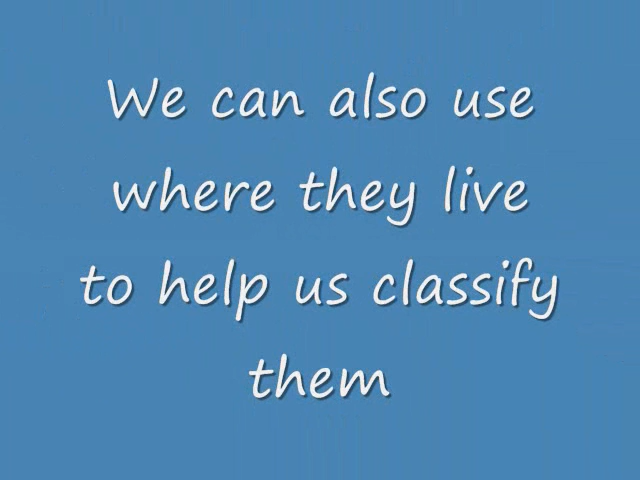 We can also use
where they live
to help us classify
them